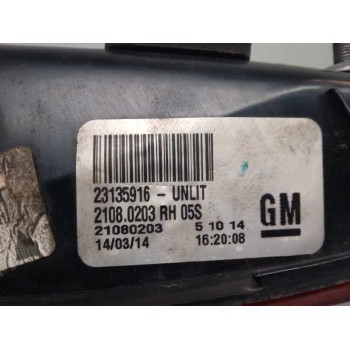 23135916 - UNLIT
2108.0203 RH 05S
21080203 5 10 14
14/03/14 16:20:08
GM